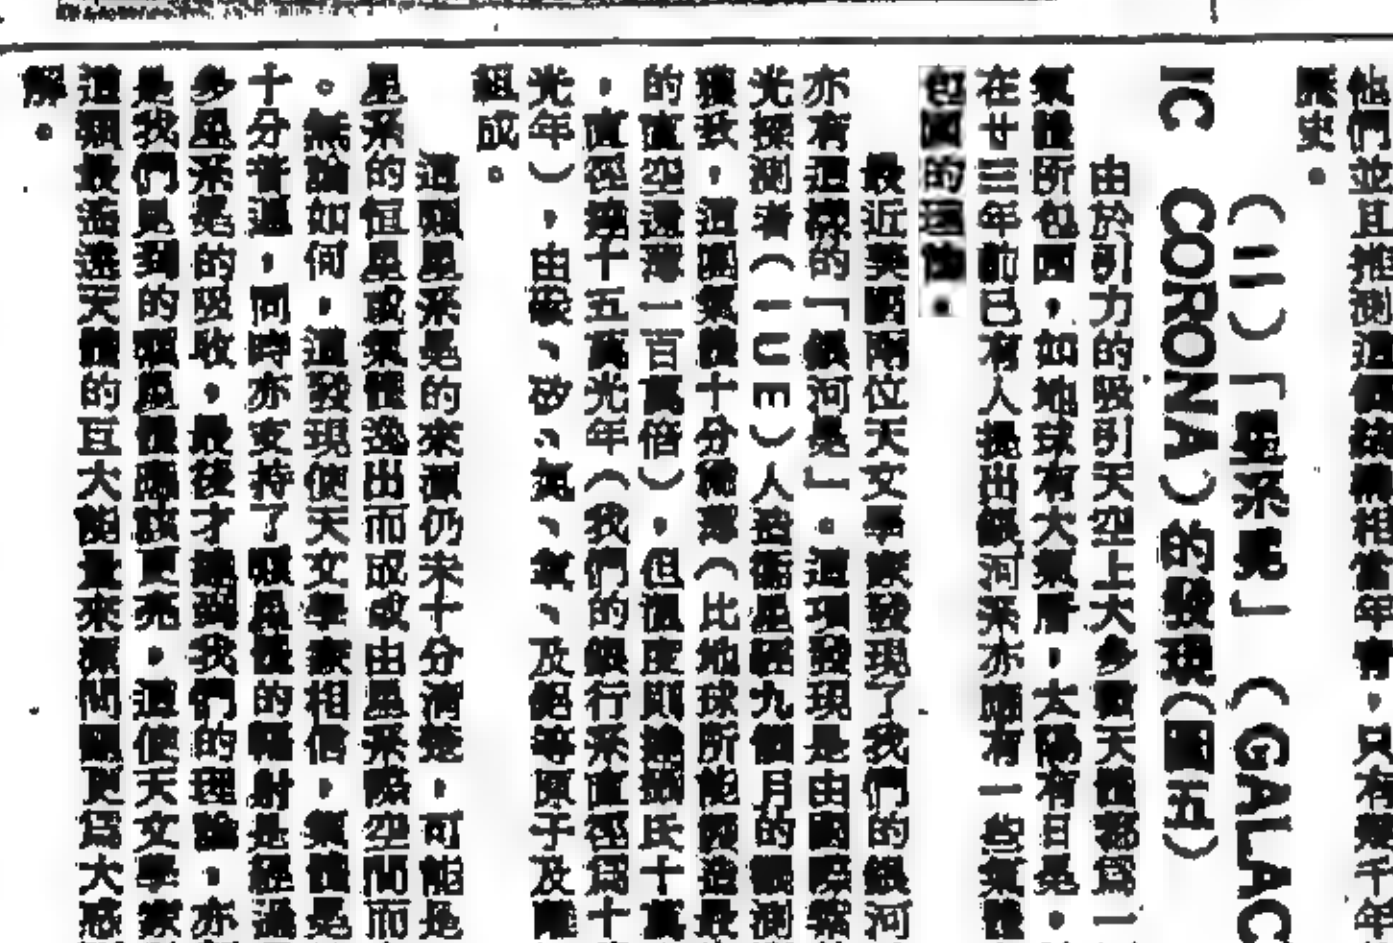 他們並且推測這個結構相當年青，只有幾千年
歷史。
（二）「星系冕」（GALAC
IC CORONA）的發現（圖五）
由於引力的吸引天空上大多數天體都爲一
氣體所包圍，如地球有大氣層，太陽有日冕。
在廿三年前已有人提出銀河系亦應有一些氣體
包圍的
最近美國兩位天文學家發現了我們的銀河
亦有這樣的「銀河冕」。這項發現是由國際紫
光探測者（IUE）人造衛星經九個月的觀測
獲致，這團氣體十分稀薄（比地球所能製造最
的真空還薄一百萬倍），但溫度則達攝氏十萬
，直徑達十五萬光年（我們的銀行系直徑爲十
光年），由碳、矽、氮、氧、及鋁等原子及離
組成。
這類星系冕的來源仍未十分清楚，可能是
星系的恒星或氣體逸出而成或由星系際空間而
。無論如何，這發現使天文學家相信，氣體冕
十分普遍，同時亦支持了類星體的輻射是經過
多星系冕的吸收，最後才達到我們的理論，亦
是我們見到的類星體應該更亮，這使天文學家
這類最遙遠天體的巨大能量來源問題更爲大惑
解。